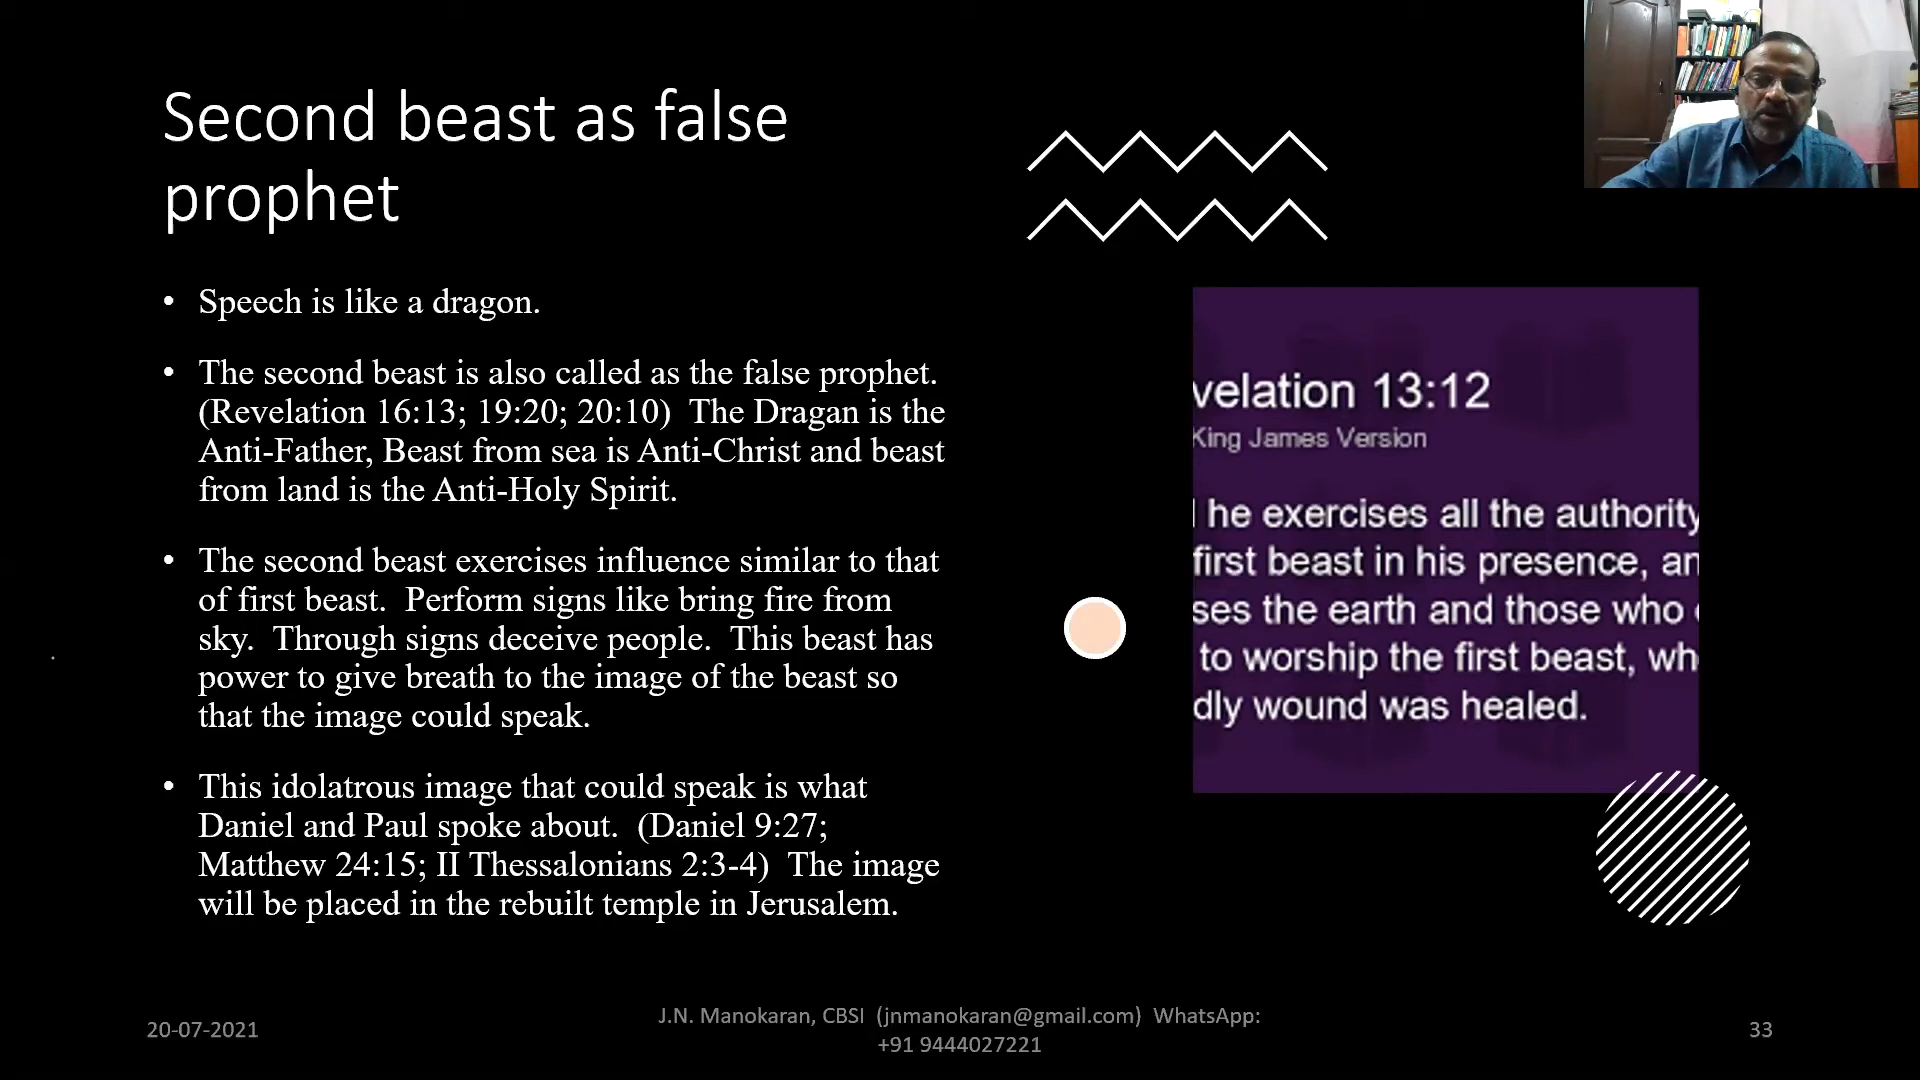 Second beast as false
prophet
• Speech is like a dragon.
• The second beast is also called as the false prophet.
(Revelation 16:13; 19:20; 20:10) The Dragan is the
Anti-Father, Beast from sea is Anti-Christ and beast
from land is the Anti-Holy Spirit.
• The second beast exercises influence similar to that
of first beast. Perform signs like bring fire from
sky. Through signs deceive people. This beast has
power to give breath to the image of the beast so
that the image could speak.
• This idolatrous image that could speak is what
Daniel and Paul spoke about. (Daniel 9:27;
Matthew 24:15; II Thessalonians 2:3-4) The image
will be placed in the rebuilt temple in Jerusalem.
velation 13:12
King James Version
he exercises all the authority
first beast in his presence, an
ses the earth and those who
to worship the first beast, wh
dly wound was healed.
20-07-2021
J.N. Manokaran, CBSI (jnmanokaran@gmail.com) WhatsApp:
+91 9444027221
33